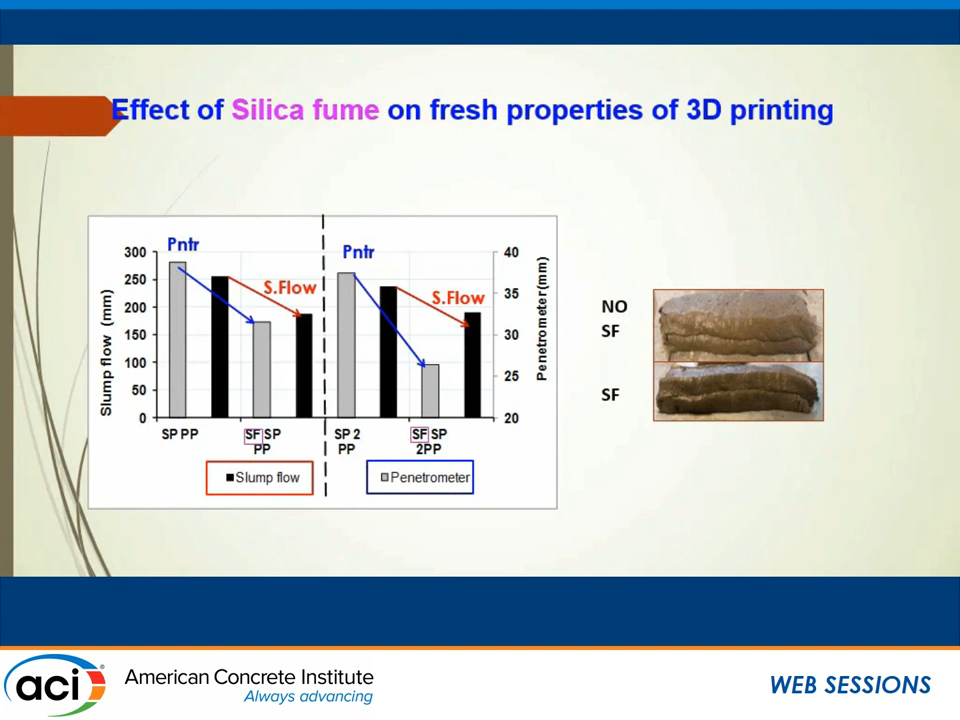 Effect of Silica fume on fresh properties of 3D printing
Pntr
Pntr
S.Flow
S.Flow
Slump flow (mm)
300
250
200
150
100
50
0
40
35
30
25
20
Penetrometer(mm)
SP PP
SF SP
PP
SP 2
PP
SF SP
2PP
Slump flow
Penetrometer
NO
SF
SF
aci®
American Concrete Institute
Always advancing
WEB SESSIONS